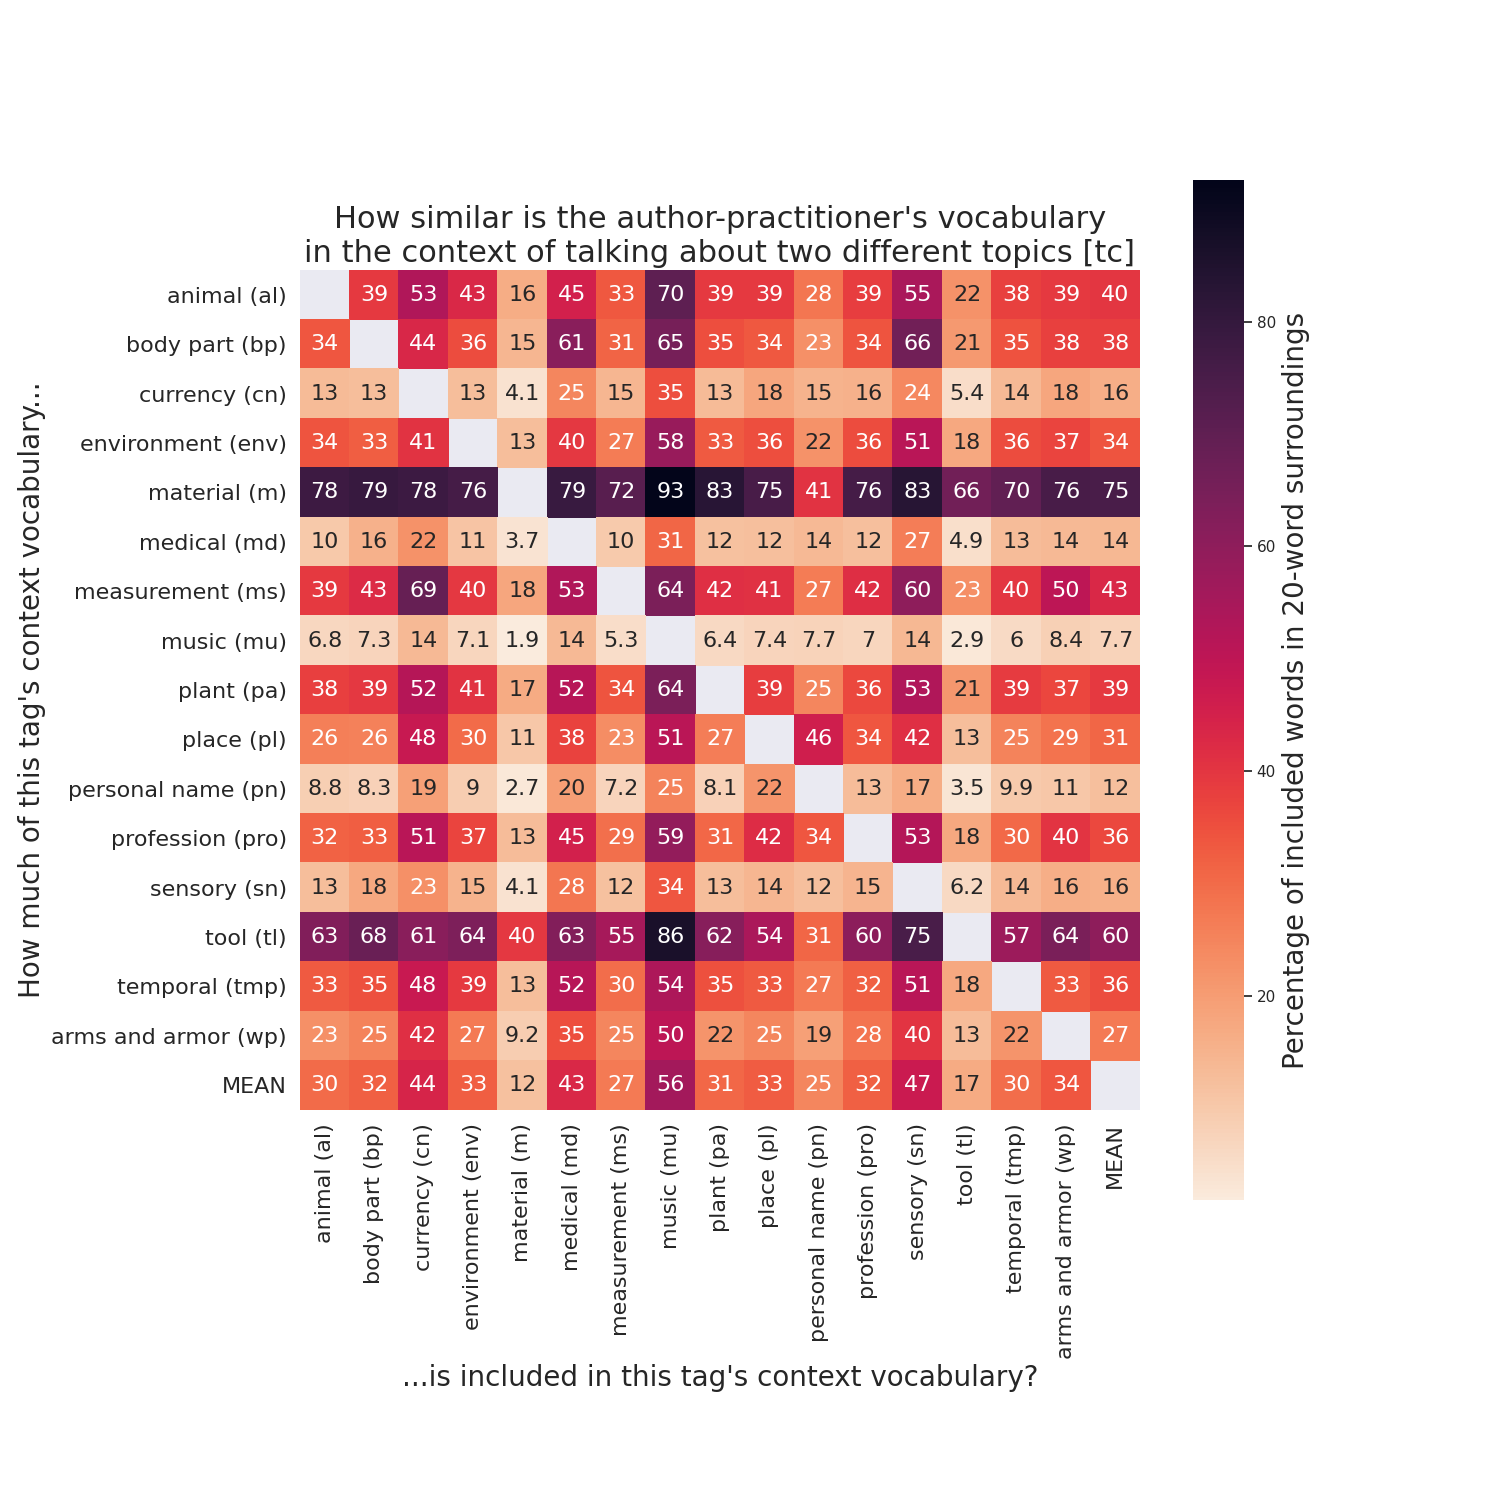 How similar is the author-practitioner's vocabulary
in the context of talking about two different topics [tc]
How much of this tag's context vocabulary...
animal (al) 39 53 43 16 45 33 70 39 39 28 39 55 22 38 39 40
body part (bp) 34 44 36 15 61 31 65 35 34 23 34 66 21 35 38 38
currency (cn) 13 13 13 4.1 25 15 35 13 18 15 16 24 5.4 14 18 16
environment (env) 34 33 41 13 40 27 58 33 36 22 36 51 18 36 37 34
material (m) 78 79 78 76 79 72 93 83 75 41 76 83 66 70 76 75
medical (md) 10 16 22 11 3.7 10 31 12 12 14 12 27 4.9 13 14 14
measurement (ms) 39 43 69 40 18 53 64 42 41 27 42 60 23 40 50 43
music (mu) 6.8 7.3 14 7.1 1.9 14 5.3 6.4 7.4 7.7 7 14 2.9 6 8.4 7.7
plant (pa) 38 39 52 41 17 52 34 64 39 25 36 53 21 39 37 39
place (pl) 26 26 48 30 11 38 23 51 27 46 34 42 13 25 29 31
personal name (pn) 8.8 8.3 19 9 2.7 20 7.2 25 8.1 22 13 17 3.5 9.9 11 12
profession (pro) 32 33 51 37 13 45 29 59 31 42 34 53 18 30 40 36
sensory (sn) 13 18 23 15 4.1 28 12 34 13 14 12 15 6.2 14 16 16
tool (tl) 63 68 61 64 40 63 55 86 62 54 31 60 75 57 64 60
temporal (tmp) 33 35 48 39 13 52 30 54 35 33 27 32 51 18 33 36
arms and armor (wp) 23 25 42 27 9.2 35 25 50 22 25 19 28 40 13 22 27
MEAN 30 32 44 33 12 43 27 56 31 33 25 32 47 17 30 34
animal (al)
body part (bp)
currency (cn)
environment (env)
material (m)
medical (md)
measurement (ms)
music (mu)
plant (pa)
place (pl)
personal name (pn)
profession (pro)
sensory (sn)
tool (tl)
temporal (tmp)
arms and armor (wp)
MEAN
...is included in this tag's context vocabulary?
80
60
40
20
Percentage of included words in 20-word surroundings